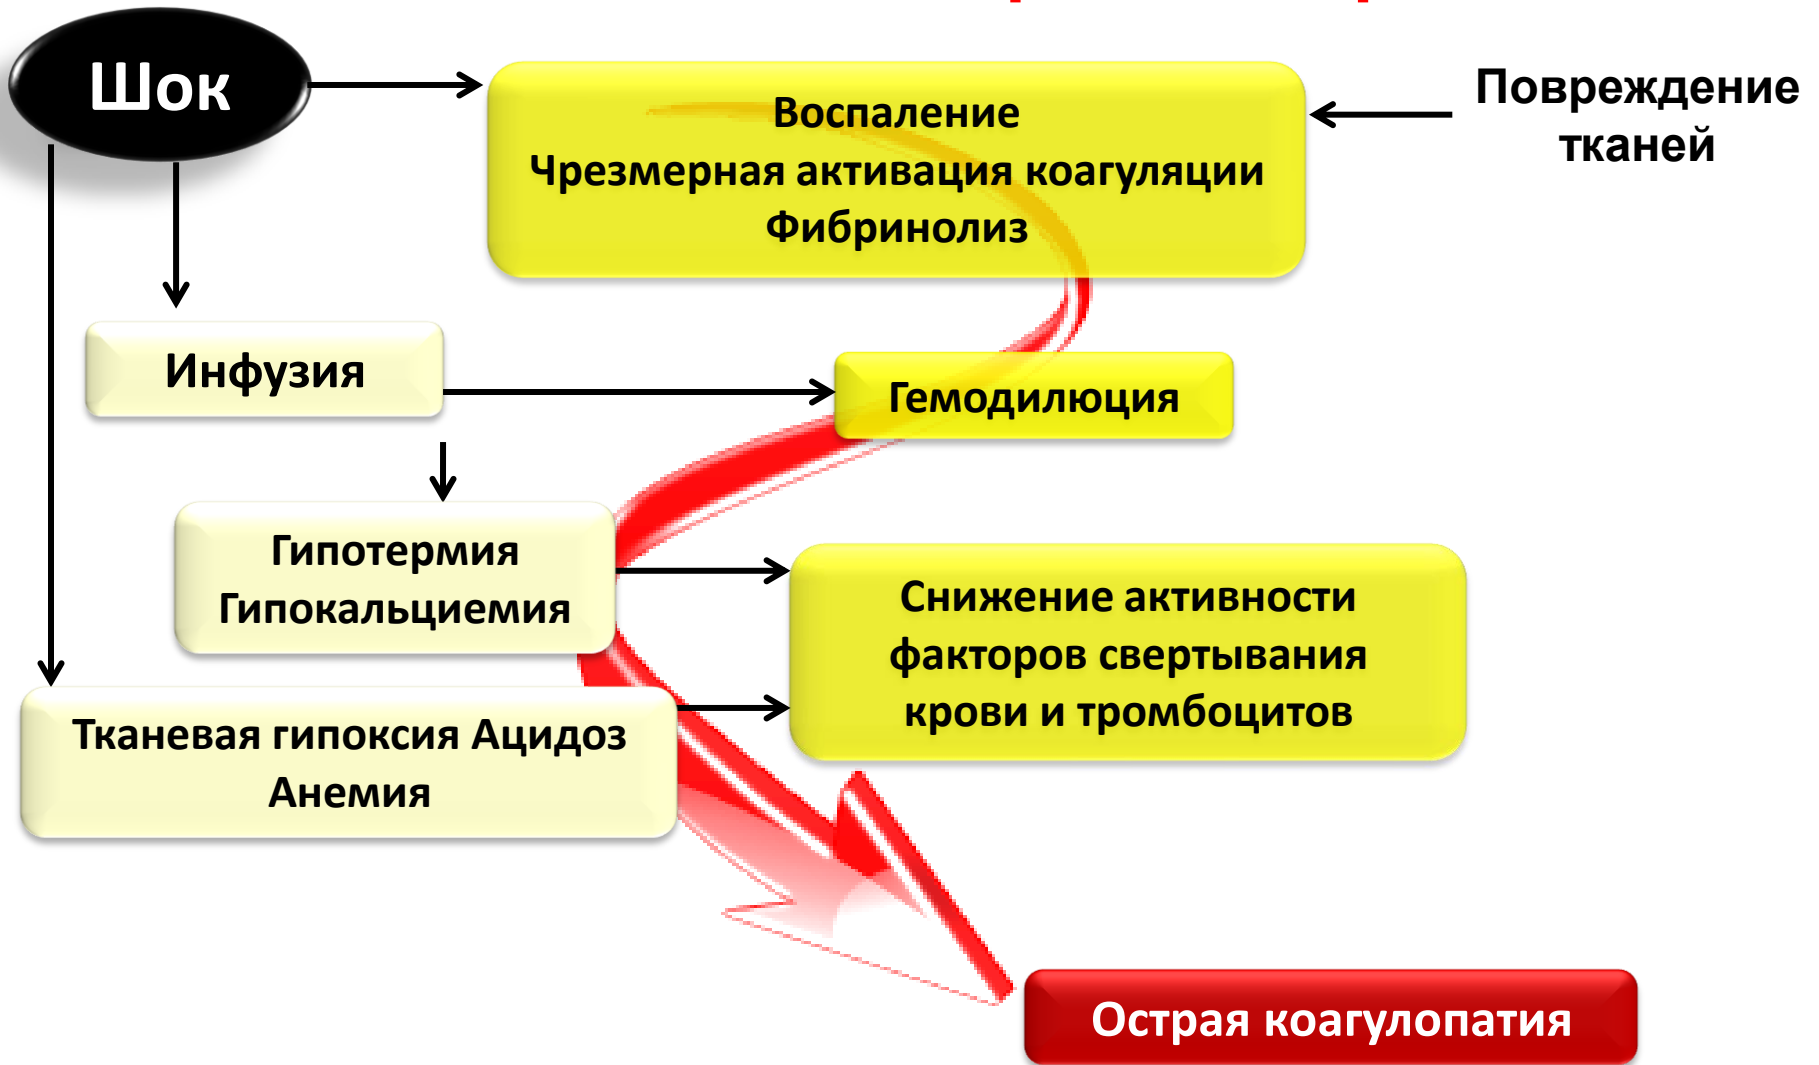 Шок
Воспаление
Чрезмерная активация коагуляции
Фибринолиз
Повреждение
тканей
Инфузия
Гемодилюция
Гипотермия
Гипокальциемия
Снижение активности
факторов свертывания
крови и тромбоцитов
Тканевая гипоксия Ацидоз
Анемия
Острая коагулопатия